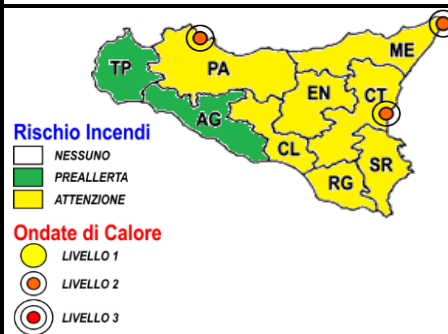 ME
TP
PA
EN
CT
AG
CL
SR
RG
Rischio Incendi
NESSUNO
PREALLERTA
ATTENZIONE
Ondate di Calore
LIVELLO 1
LIVELLO 2
LIVELLO 3